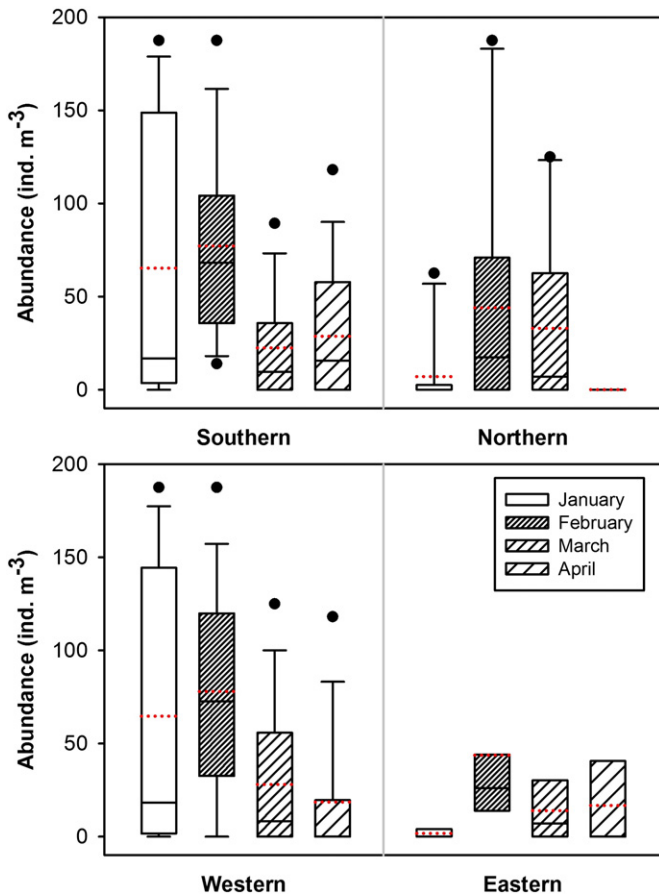 200
150
100
50
0
Abundance (ind. m-3)
Southern
Northern
200
150
100
50
0
Abundance (ind. m-3)
January
February
March
April
Western
Eastern